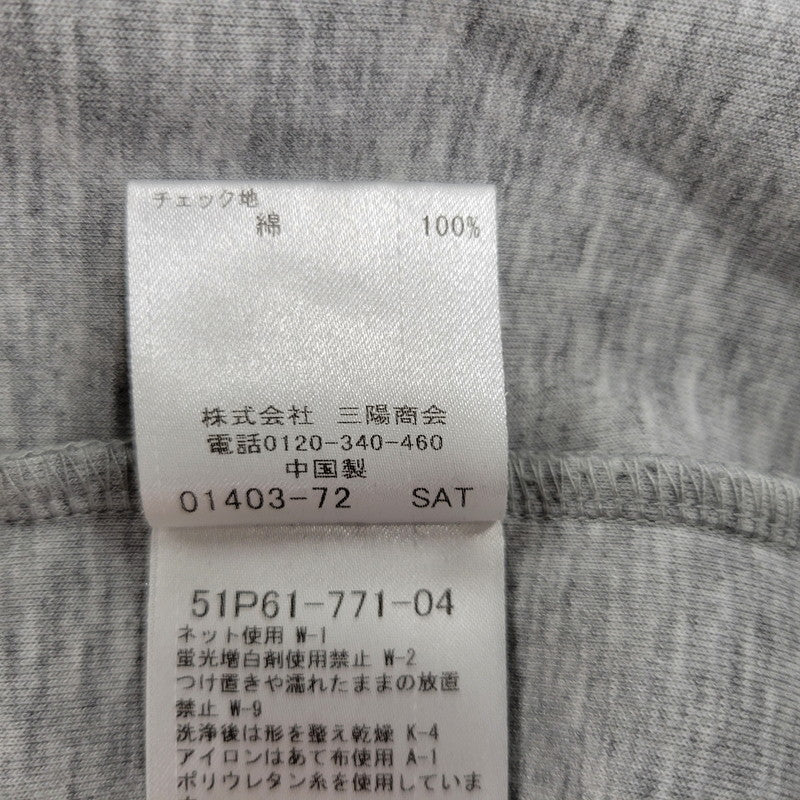 チェック地
綿 100%
株式会社 三陽商会
電話0120-340-460
中国製
01403-72 SAT
51P61-771-04
ネット使用 W-1
蛍光増白剤使用禁止 W-2
つけ置きや濡れたままの放置
禁止 W-9
洗浄後は形を整え乾燥 K-4
アイロンはあて布使用 A-1
ポリウレタン糸を使用していま